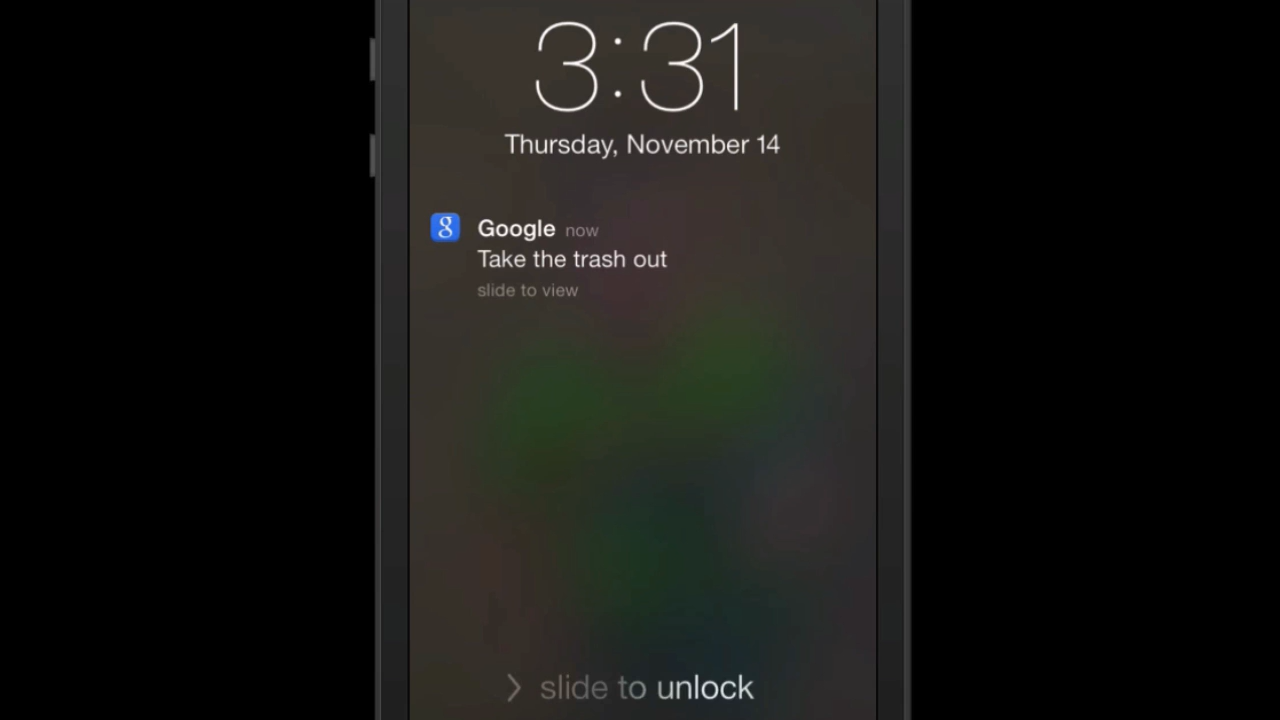 3:31
Thursday, November 14
g
Google now
Take the trash out
slide to view
slide to unlock